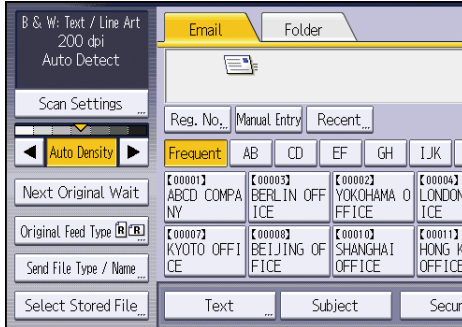 B & W: Text / Line Art
200 dpi
Auto Detect
Scan Settings
Auto Density
Next Original Wait
Original Feed Type R R
Send File Type / Name
Select Stored File
Email
Folder
Reg. No.
Manual Entry
Recent
Frequent
AB
CD
EF
GH
IJK
[00001]
ABCD COMPA
NY
[00003]
BERLIN OFF
ICE
[00002]
YOKOHAMA O
FFICE
[00004]
LONDON
ICE
[00007]
KYOTO OFFI
CE
[00008]
BEIJING OF
FICE
[00010]
SHANGHAI
OFFICE
[00011]
HONG K
OFFICE
Text
Subject
Secur